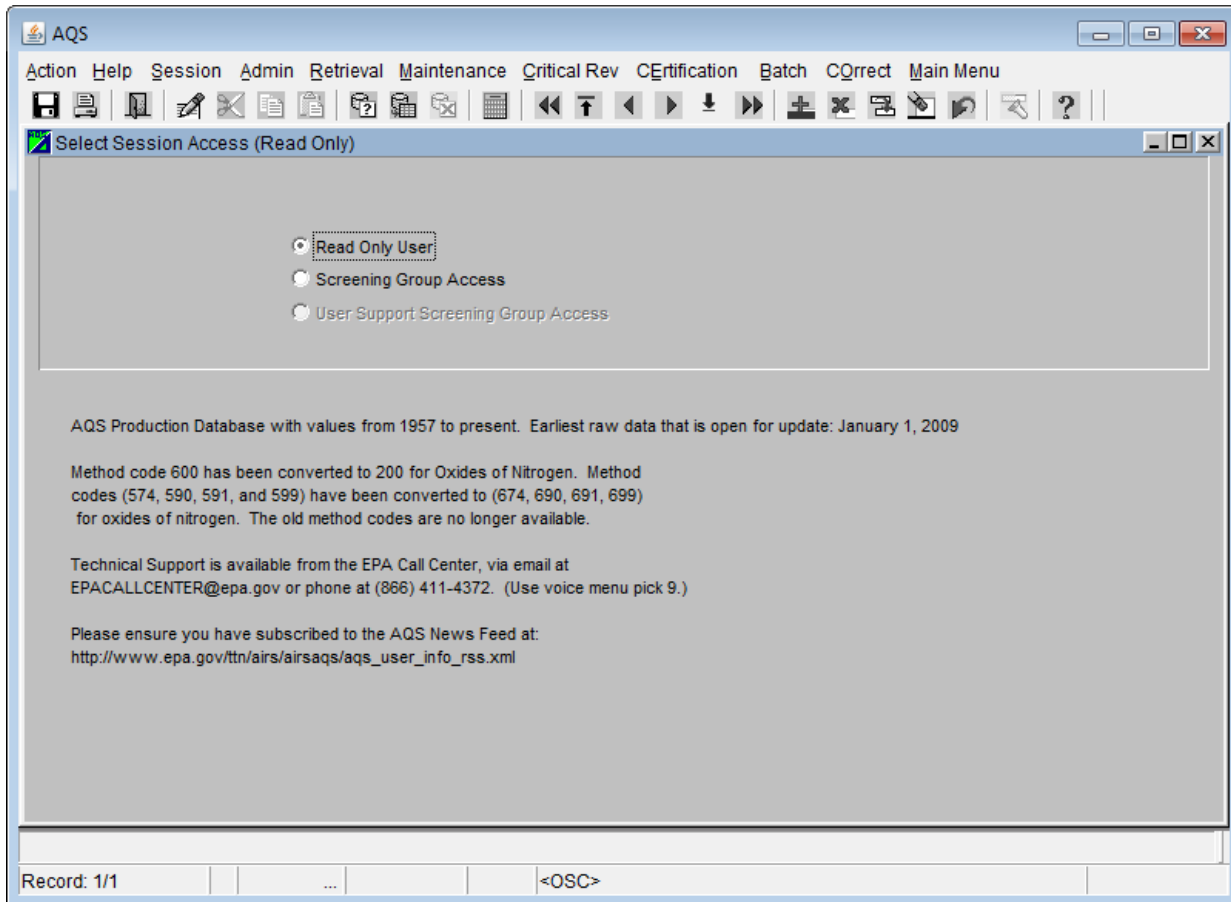 AQS
Action Help Session Admin Retrieval Maintenance Critical Rev CErtification Batch COrrect Main Menu
Select Session Access (Read Only)
Read Only User
Screening Group Access
User Support Screening Group Access
AQS Production Database with values from 1957 to present. Earliest raw data that is open for update: January 1, 2009
Method code 600 has been converted to 200 for Oxides of Nitrogen. Method
codes (574, 590, 591, and 599) have been converted to (674, 690, 691, 699)
for oxides of nitrogen. The old method codes are no longer available.
Technical Support is available from the EPA Call Center, via email at
EPACALLCENTER@epa.gov or phone at (866) 411-4372. (Use voice menu pick 9.)
Please ensure you have subscribed to the AQS News Feed at:
http://www.epa.gov/ttn/airs/airsaqs/aqs_user_info_rss.xml
Record: 1/1 ... <OSC>